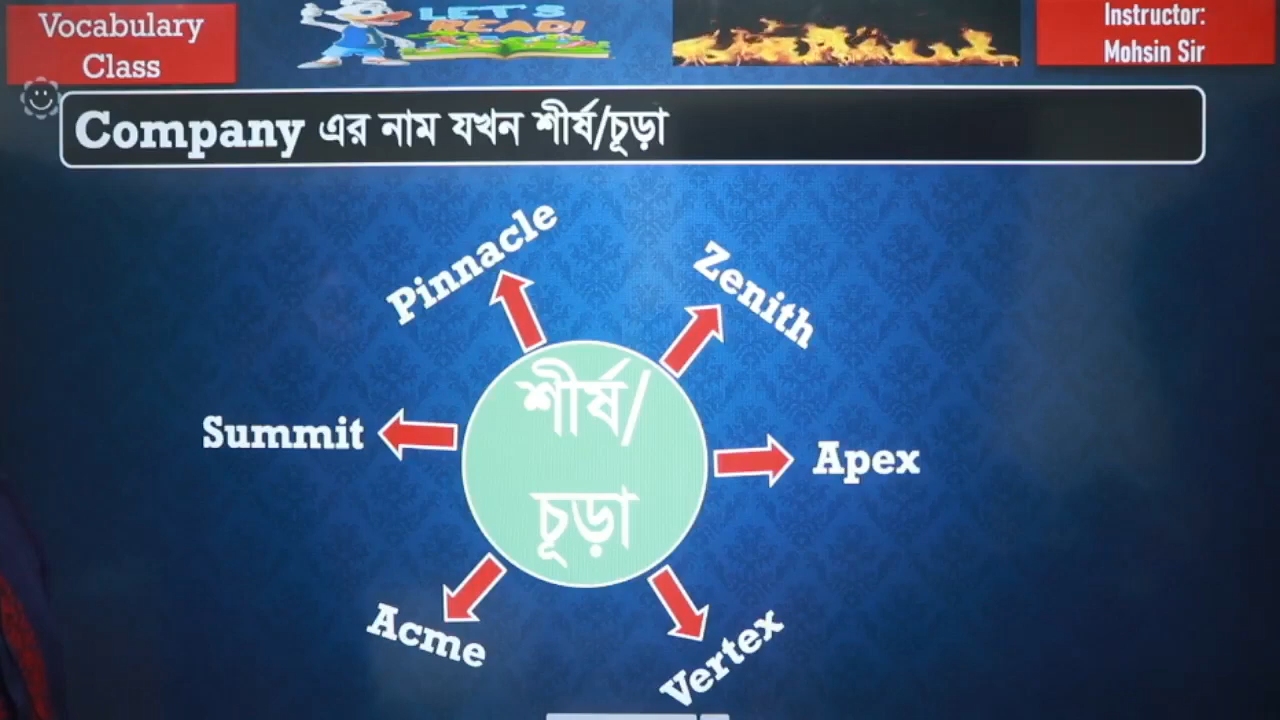 Vocabulary
Class
LET'S
READ!
Instructor:
Mohsin Sir
Company এর নাম যখন শীর্ষ/চূড়া
Pinnacle
Zenith
শীর্ষ/
চূড়া
Summit
Apex
Acme
Vertex